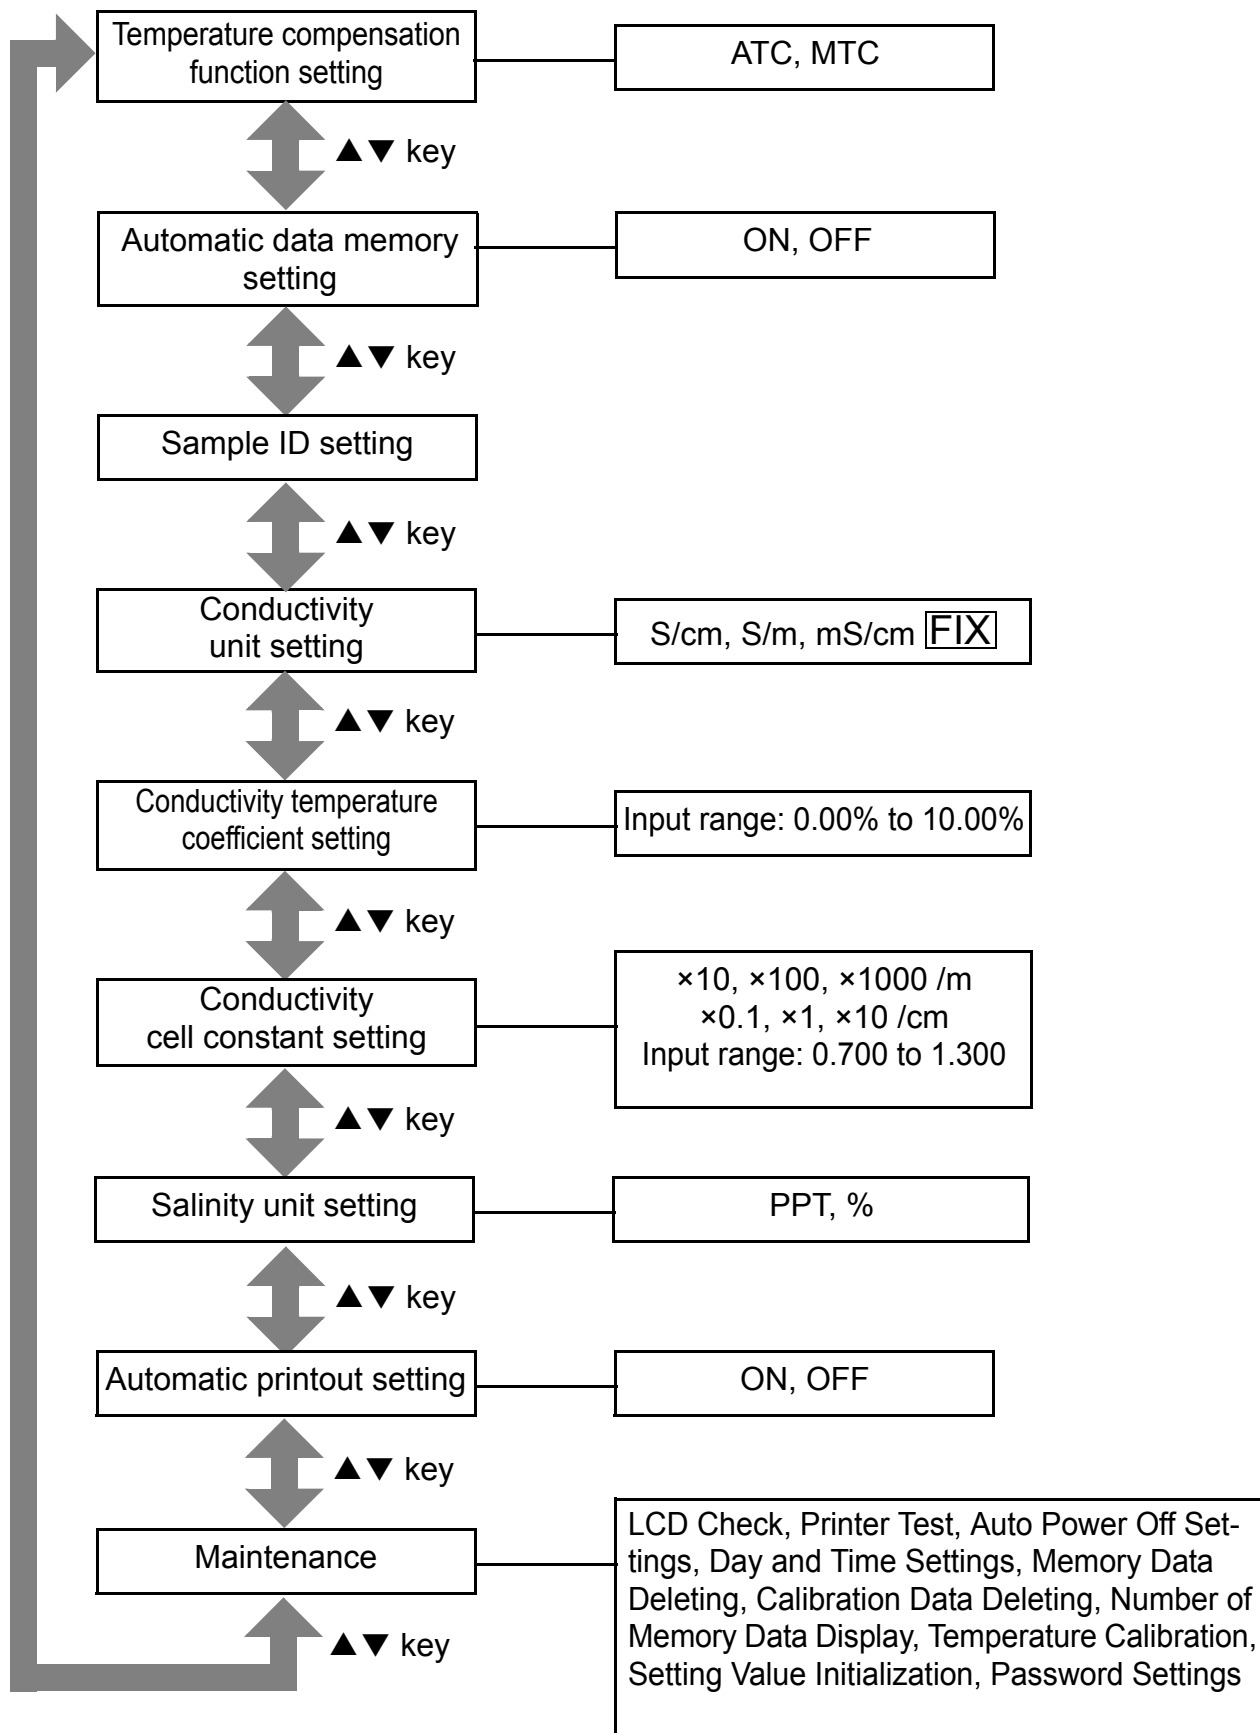 Temperature compensation
function setting
ATC, MTC
▲▼ key
Automatic data memory
setting
ON, OFF
▲▼ key
Sample ID setting
▲▼ key
Conductivity
unit setting
S/cm, S/m, mS/cm FIX
▲▼ key
Conductivity temperature
coefficient setting
Input range: 0.00% to 10.00%
▲▼ key
Conductivity
cell constant setting
×10, ×100, ×1000 /m
×0.1, ×1, ×10 /cm
Input range: 0.700 to 1.300
▲▼ key
Salinity unit setting
PPT, %
▲▼ key
Automatic printout setting
ON, OFF
▲▼ key
Maintenance
LCD Check, Printer Test, Auto Power Off Set-
tings, Day and Time Settings, Memory Data
Deleting, Calibration Data Deleting, Number of
Memory Data Display, Temperature Calibration,
Setting Value Initialization, Password Settings
▲▼ key